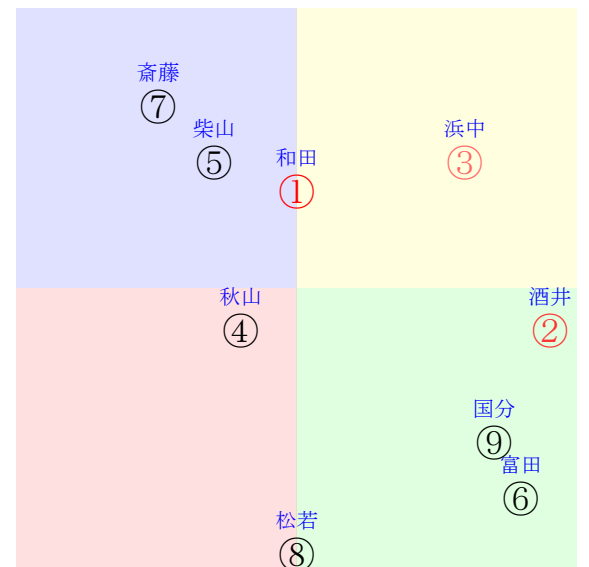 斎藤
⑦
柴山
⑤
和田
①
浜中
③
秋山
④
酒井
②
国分
⑨
富田
⑥
松若
⑧